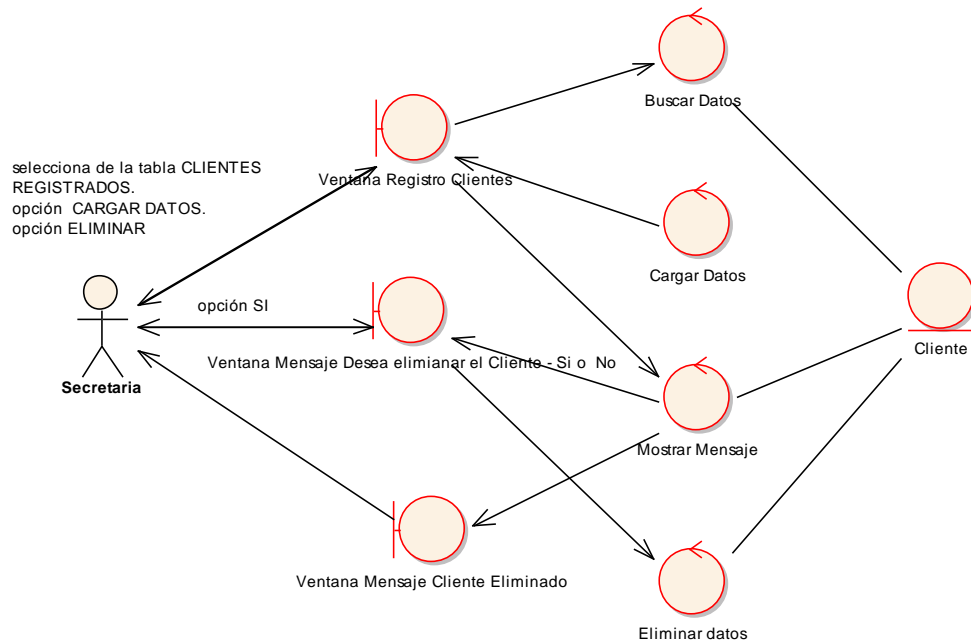 Buscar Datos
selecciona de la tabla CLIENTES
REGISTRADOS.
opción CARGAR DATOS.
opción ELIMINAR
Ventana Registro Clientes
Cargar Datos
opción SI
Cliente
Ventana Mensaje Desea elimianar el Cliente - Si o No
Secretaria
Mostrar Mensaje
Ventana Mensaje Cliente Eliminado
Eliminar datos